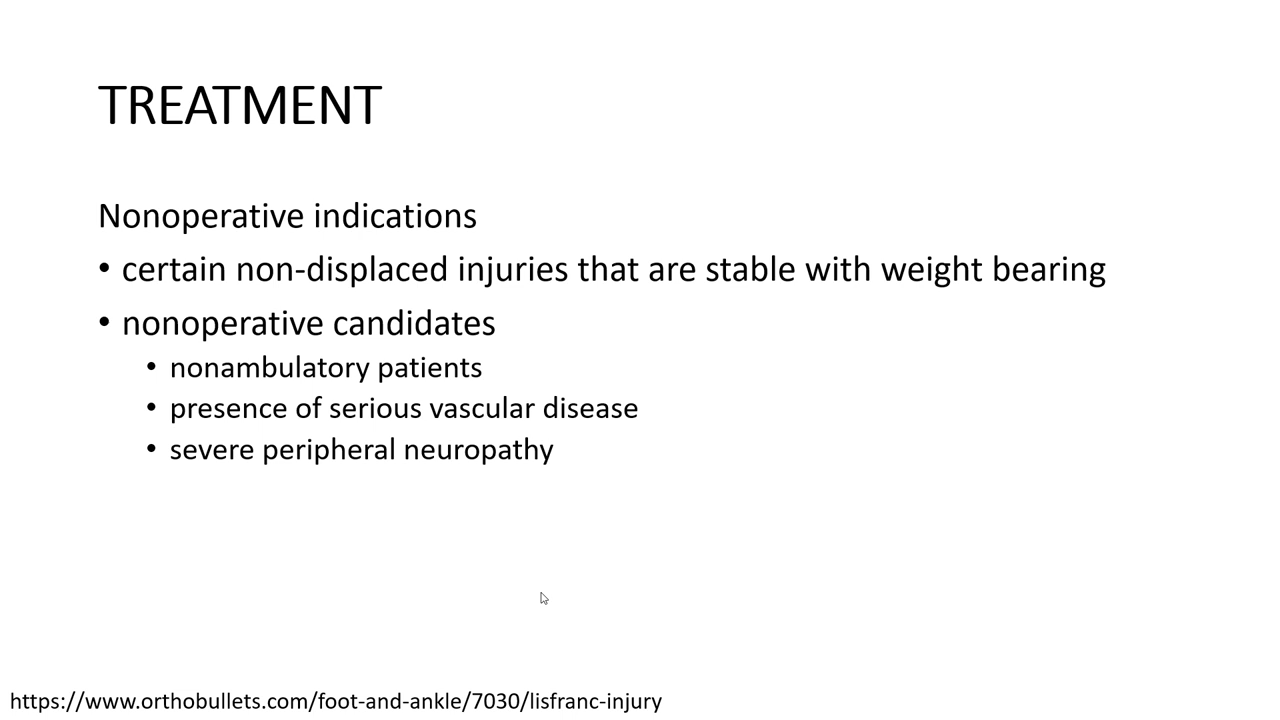 TREATMENT
Nonoperative indications
• certain non-displaced injuries that are stable with weight bearing
• nonoperative candidates
• nonambulatory patients
• presence of serious vascular disease
• severe peripheral neuropathy
https://www.orthobullets.com/foot-and-ankle/7030/lisfranc-injury